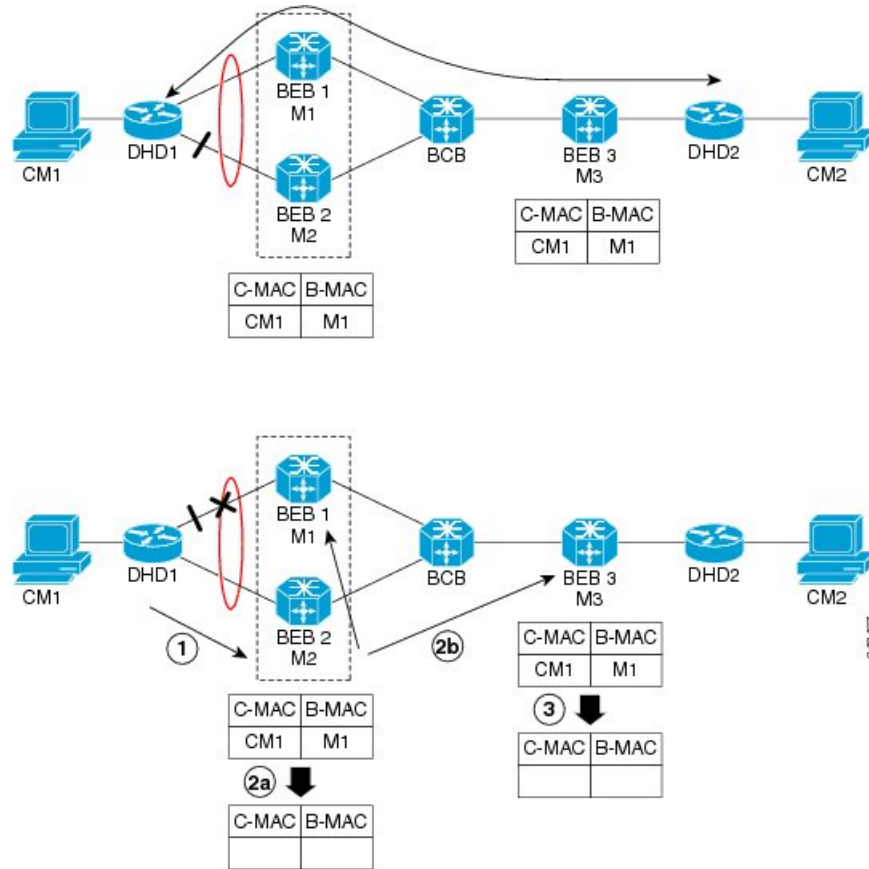 BEB 1
M1
CM1
DHD1
BCB
BEB 3
M3
DHD2
CM2
BEB 2
M2
C-MAC B-MAC
CM1 M1
C-MAC B-MAC
CM1 M1
BEB 1
M1
CM1
DHD1
BCB
BEB 3
M3
DHD2
CM2
1
BEB 2
M2
2b
C-MAC B-MAC
CM1 M1
3
C-MAC B-MAC
C-MAC B-MAC
CM1 M1
2a
C-MAC B-MAC